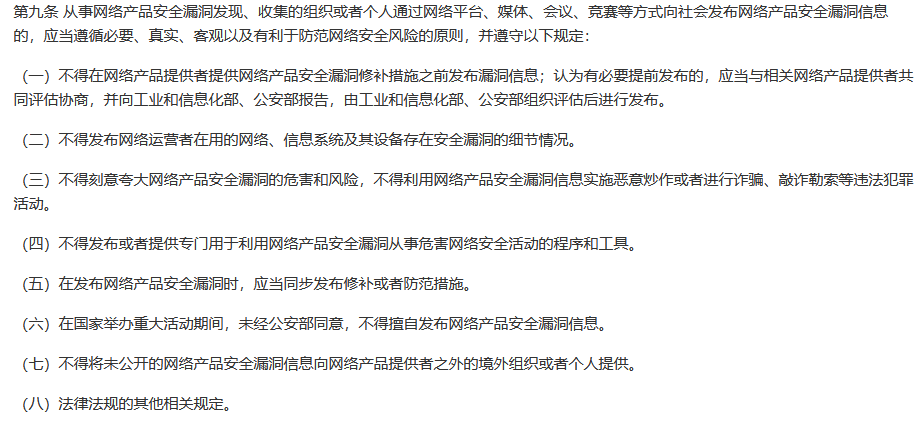 第九条 从事网络产品安全漏洞发现、收集的组织或者个人通过网络平台、媒体、会议、竞赛等方式向社会发布网络产品安全漏洞信息
的，应当遵循必要、真实、客观以及有利于防范网络安全风险的原则，并遵守以下规定：
（一）不得在网络产品提供者提供网络产品安全漏洞修补措施之前发布漏洞信息；认为有必要提前发布的，应当与相关网络产品提供者共
同评估协商，并向工业和信息化部、公安部报告，由工业和信息化部、公安部组织评估后进行发布。
（二）不得发布网络运营者在用的网络、信息系统及其设备存在安全漏洞的细节情况。
（三）不得刻意夸大网络产品安全漏洞的危害和风险，不得利用网络产品安全漏洞信息实施恶意炒作或者进行诈骗、敲诈勒索等违法犯罪
活动。
（四）不得发布或者提供专门用于利用网络产品安全漏洞从事危害网络安全活动的程序和工具。
（五）在发布网络产品安全漏洞时，应当同步发布修补或者防范措施。
（六）在国家举办重大活动期间，未经公安部同意，不得擅自发布网络产品安全漏洞信息。
（七）不得将未公开的网络产品安全漏洞信息向网络产品提供者之外的境外组织或者个人提供。
（八）法律法规的其他相关规定。